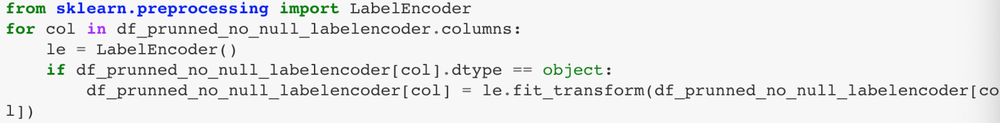 from sklearn.preprocessing import LabelEncoder
for col in df_prunned_no_null_labelencoder.columns:
    le = LabelEncoder()
    if df_prunned_no_null_labelencoder[col].dtype == object:
        df_prunned_no_null_labelencoder[col] = le.fit_transform(df_prunned_no_null_labelencoder[co
l])